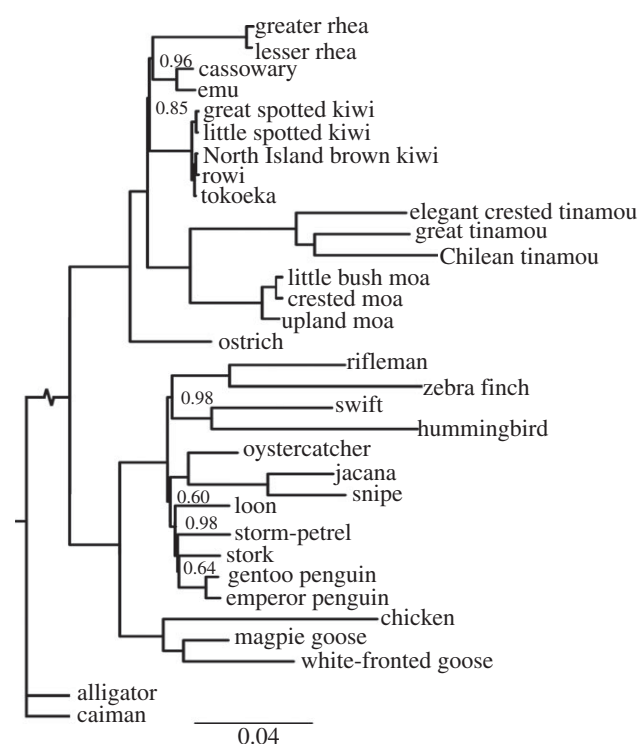 greater rhea
lesser rhea
0.96
cassowary
emu
0.85
great spotted kiwi
little spotted kiwi
North Island brown kiwi
rowi
tokoeka
elegant crested tinamou
great tinamou
Chilean tinamou
little bush moa
crested moa
upland moa
ostrich
rifleman
zebra finch
0.98
swift
hummingbird
oystercatcher
jacana
snipe
0.60
loon
0.98
storm-petrel
stork
0.64
gentoo penguin
emperor penguin
chicken
magpie goose
white-fronted goose
alligator
caiman
0.04